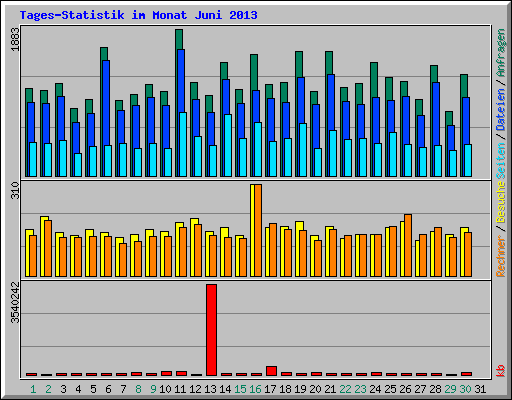 Tages-Statistik im Monat Juni 2013
1883
310
3540242
Rechner / Besuche Seiten / Dateien / Anfragen
kb
1 2 3 4 5 6 7 8 9 10 11 12 13 14 15 16 17 18 19 20 21 22 23 24 25 26 27 28 29 30 31